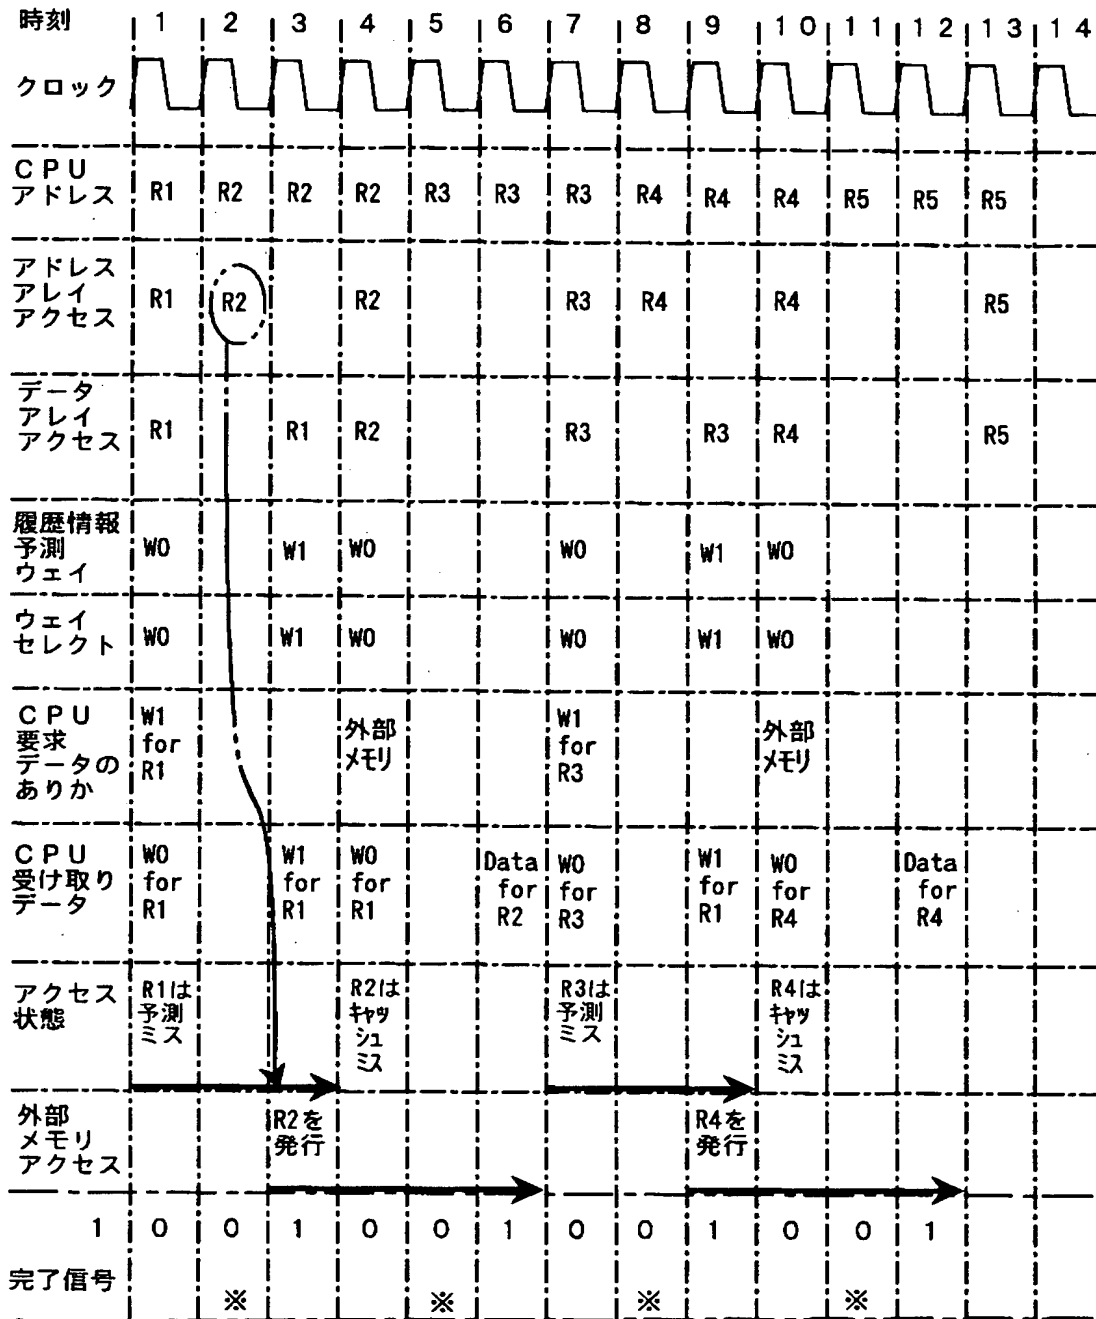 時刻 1 2 3 4 5 6 7 8 9 10 11 12 13 14
クロック
CPU
アドレス R1 R2 R2 R2 R3 R3 R3 R4 R4 R4 R5 R5 R5
アドレス
アレイ
アクセス R1 R2 R2 R3 R4 R4 R5
データ
アレイ
アクセス R1 R1 R2 R3 R3 R4 R5
履歴情報
予測
ウェイ W0 W1 W0 W0 W1 W0
ウェイ
セレクト W0 W1 W0 W0 W1 W0
CPU
要求
データの
ありか
W1
for
R1
外部
メモリ
W1
for
R3
外部
メモリ
CPU
受け取り
データ
W0
for
R1
W1
for
R1
W0
for
R1
Data
for
R2
W0
for
R3
W1
for
R1
W0
for
R4
Data
for
R4
アクセス
状態
R1は
予測
ミス
R2は
キャッ
シュ
ミス
R3は
予測
ミス
R4は
キャッ
シュ
ミス
外部
メモリ
アクセス
R2を
発行
R4を
発行
1 0 0 1 0 0 1 0 0 1 0 0 1
完了信号
※ ※ ※ ※